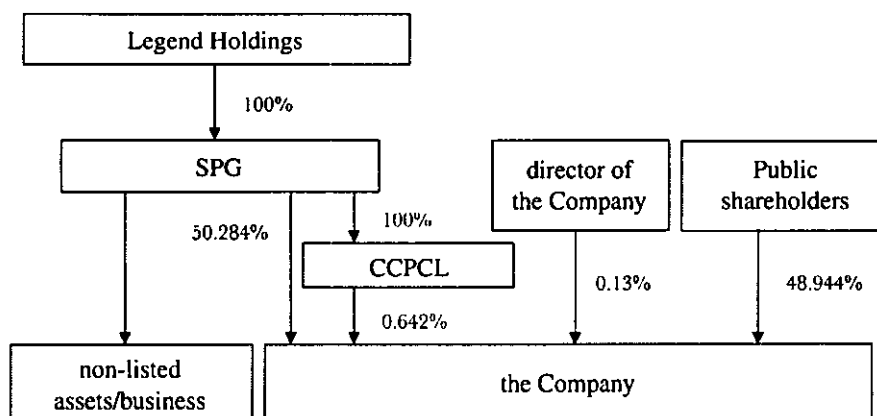 Legend Holdings
100%
SPG
director of
the Company
Public
shareholders
50.284%
100%
CCPCL
0.13%
48.944%
0.642%
non-listed
assets/business
the Company